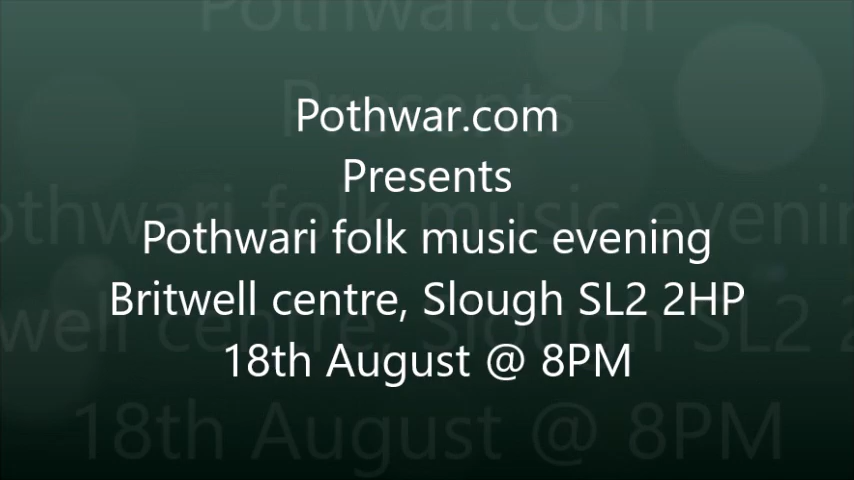 Pothwar.com
Presents
Pothwari folk music evening
Britwell centre, Slough SL2 2HP
18th August @ 8PM